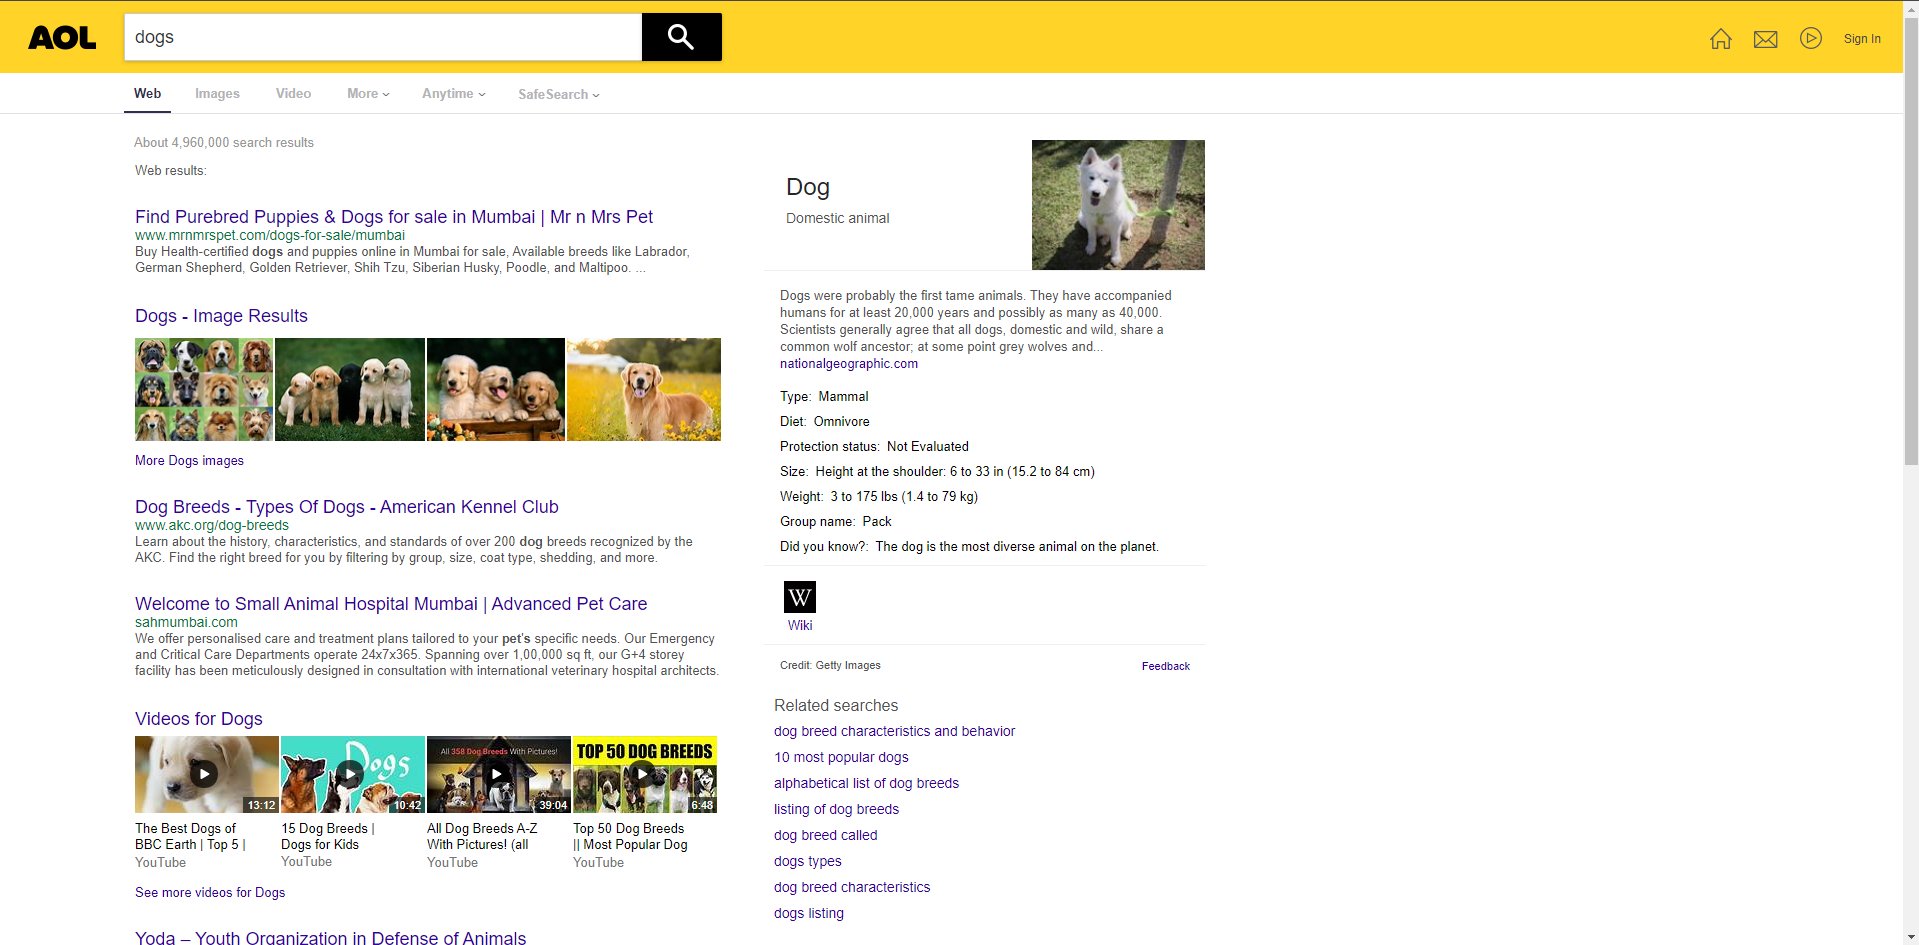 AOL
dogs
Sign In
Web
Images
Video
More
Anytime
SafeSearch
About 4,960,000 search results
Web results:
Find Purebred Puppies & Dogs for sale in Mumbai | Mr n Mrs Pet
www.mrnmrspet.com/dogs-for-sale/mumbai
Buy Health-certified dogs and puppies online in Mumbai for sale, Available breeds like Labrador,
German Shepherd, Golden Retriever, Shih Tzu, Siberian Husky, Poodle, and Maltipoo. ...
Dogs - Image Results
More Dogs images
Dog Breeds - Types Of Dogs - American Kennel Club
www.akc.org/dog-breeds
Learn about the history, characteristics, and standards of over 200 dog breeds recognized by the
AKC. Find the right breed for you by filtering by group, size, coat type, shedding, and more.
Welcome to Small Animal Hospital Mumbai | Advanced Pet Care
sahmumbai.com
We offer personalised care and treatment plans tailored to your pet's specific needs. Our Emergency
and Critical Care Departments operate 24x7x365. Spanning over 1,00,000 sq ft, our G+4 storey
facility has been meticulously designed in consultation with international veterinary hospital architects.
Videos for Dogs
13:12
The Best Dogs of
BBC Earth | Top 5 |
YouTube
Dogs
10:42
15 Dog Breeds |
Dogs for Kids
YouTube
All 358 Dog Breeds With Pictures!
39:04
All Dog Breeds A-Z
With Pictures! (all
YouTube
TOP 50 DOG BREEDS
6:48
Top 50 Dog Breeds
|| Most Popular Dog
YouTube
See more videos for Dogs
Yoda – Youth Organization in Defense of Animals
Dog
Domestic animal
Dogs were probably the first tame animals. They have accompanied
humans for at least 20,000 years and possibly as many as 40,000.
Scientists generally agree that all dogs, domestic and wild, share a
common wolf ancestor; at some point grey wolves and...
nationalgeographic.com
Type: Mammal
Diet: Omnivore
Protection status: Not Evaluated
Size: Height at the shoulder: 6 to 33 in (15.2 to 84 cm)
Weight: 3 to 175 lbs (1.4 to 79 kg)
Group name: Pack
Did you know?: The dog is the most diverse animal on the planet.
W
Wiki
Credit: Getty Images
Feedback
Related searches
dog breed characteristics and behavior
10 most popular dogs
alphabetical list of dog breeds
listing of dog breeds
dog breed called
dogs types
dog breed characteristics
dogs listing